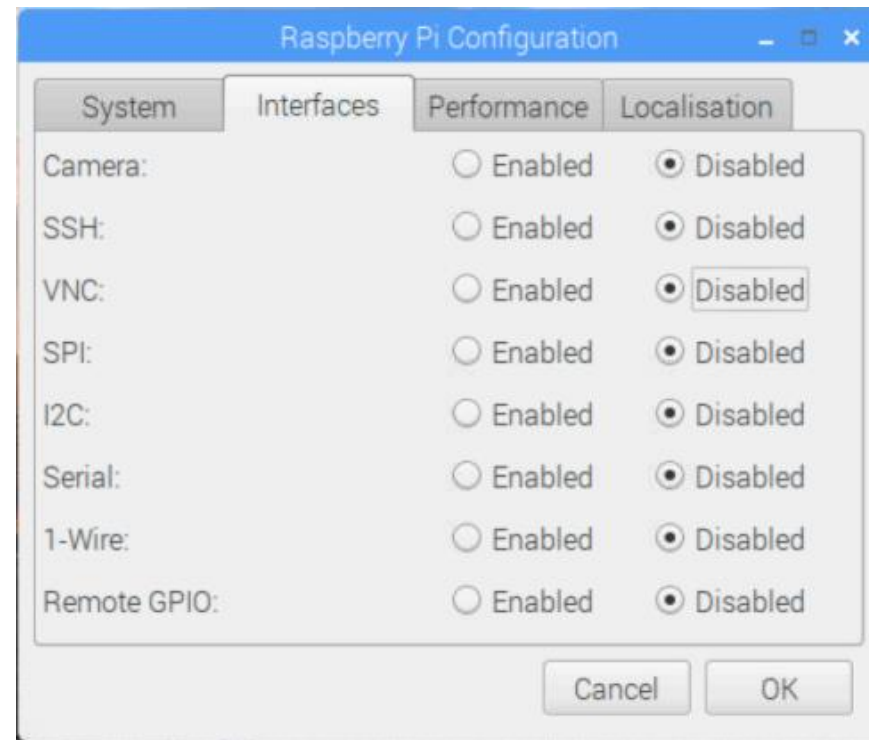 Raspberry Pi Configuration
System Interfaces Performance Localisation
Camera: Enabled Disabled
SSH: Enabled Disabled
VNC: Enabled Disabled
SPI: Enabled Disabled
I2C: Enabled Disabled
Serial: Enabled Disabled
1-Wire: Enabled Disabled
Remote GPIO: Enabled Disabled
Cancel OK